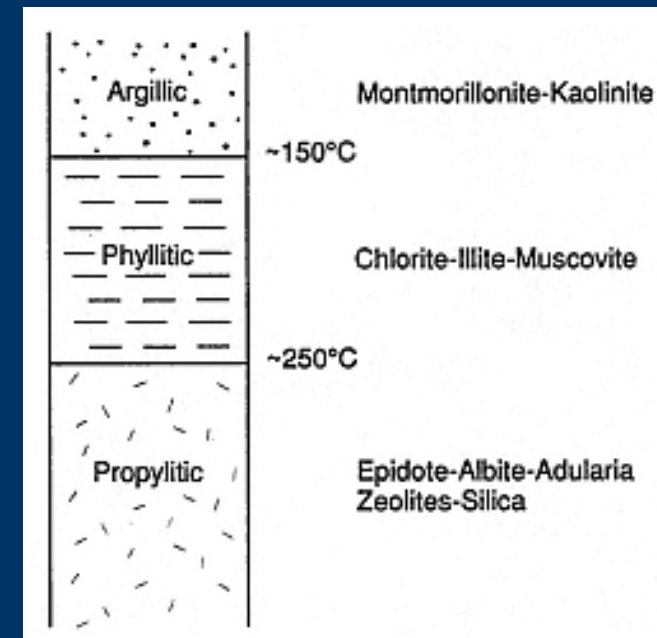 Argillic
Montmorillonite-Kaolinite
~150°C
Phyllitic
Chlorite-Illite-Muscovite
~250°C
Propylitic
Epidote-Albite-Adularia
Zeolites-Silica